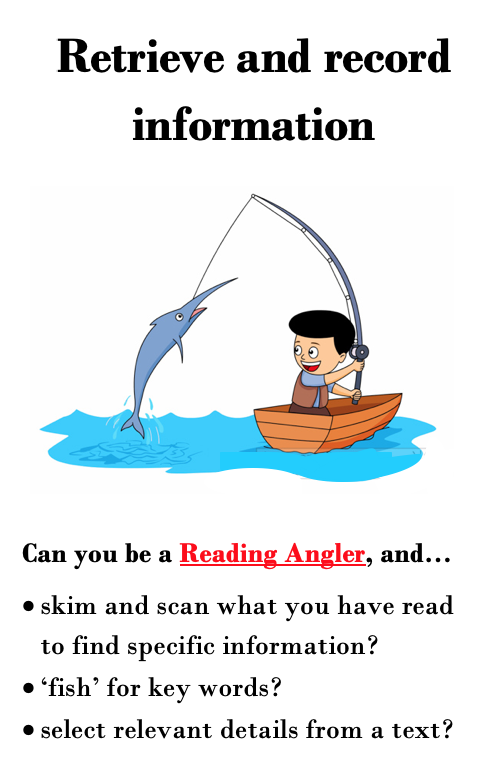 Retrieve and record
information
Can you be a Reading Angler, and...
• skim and scan what you have read
to find specific information?
• ‘fish’ for key words?
• select relevant details from a text?